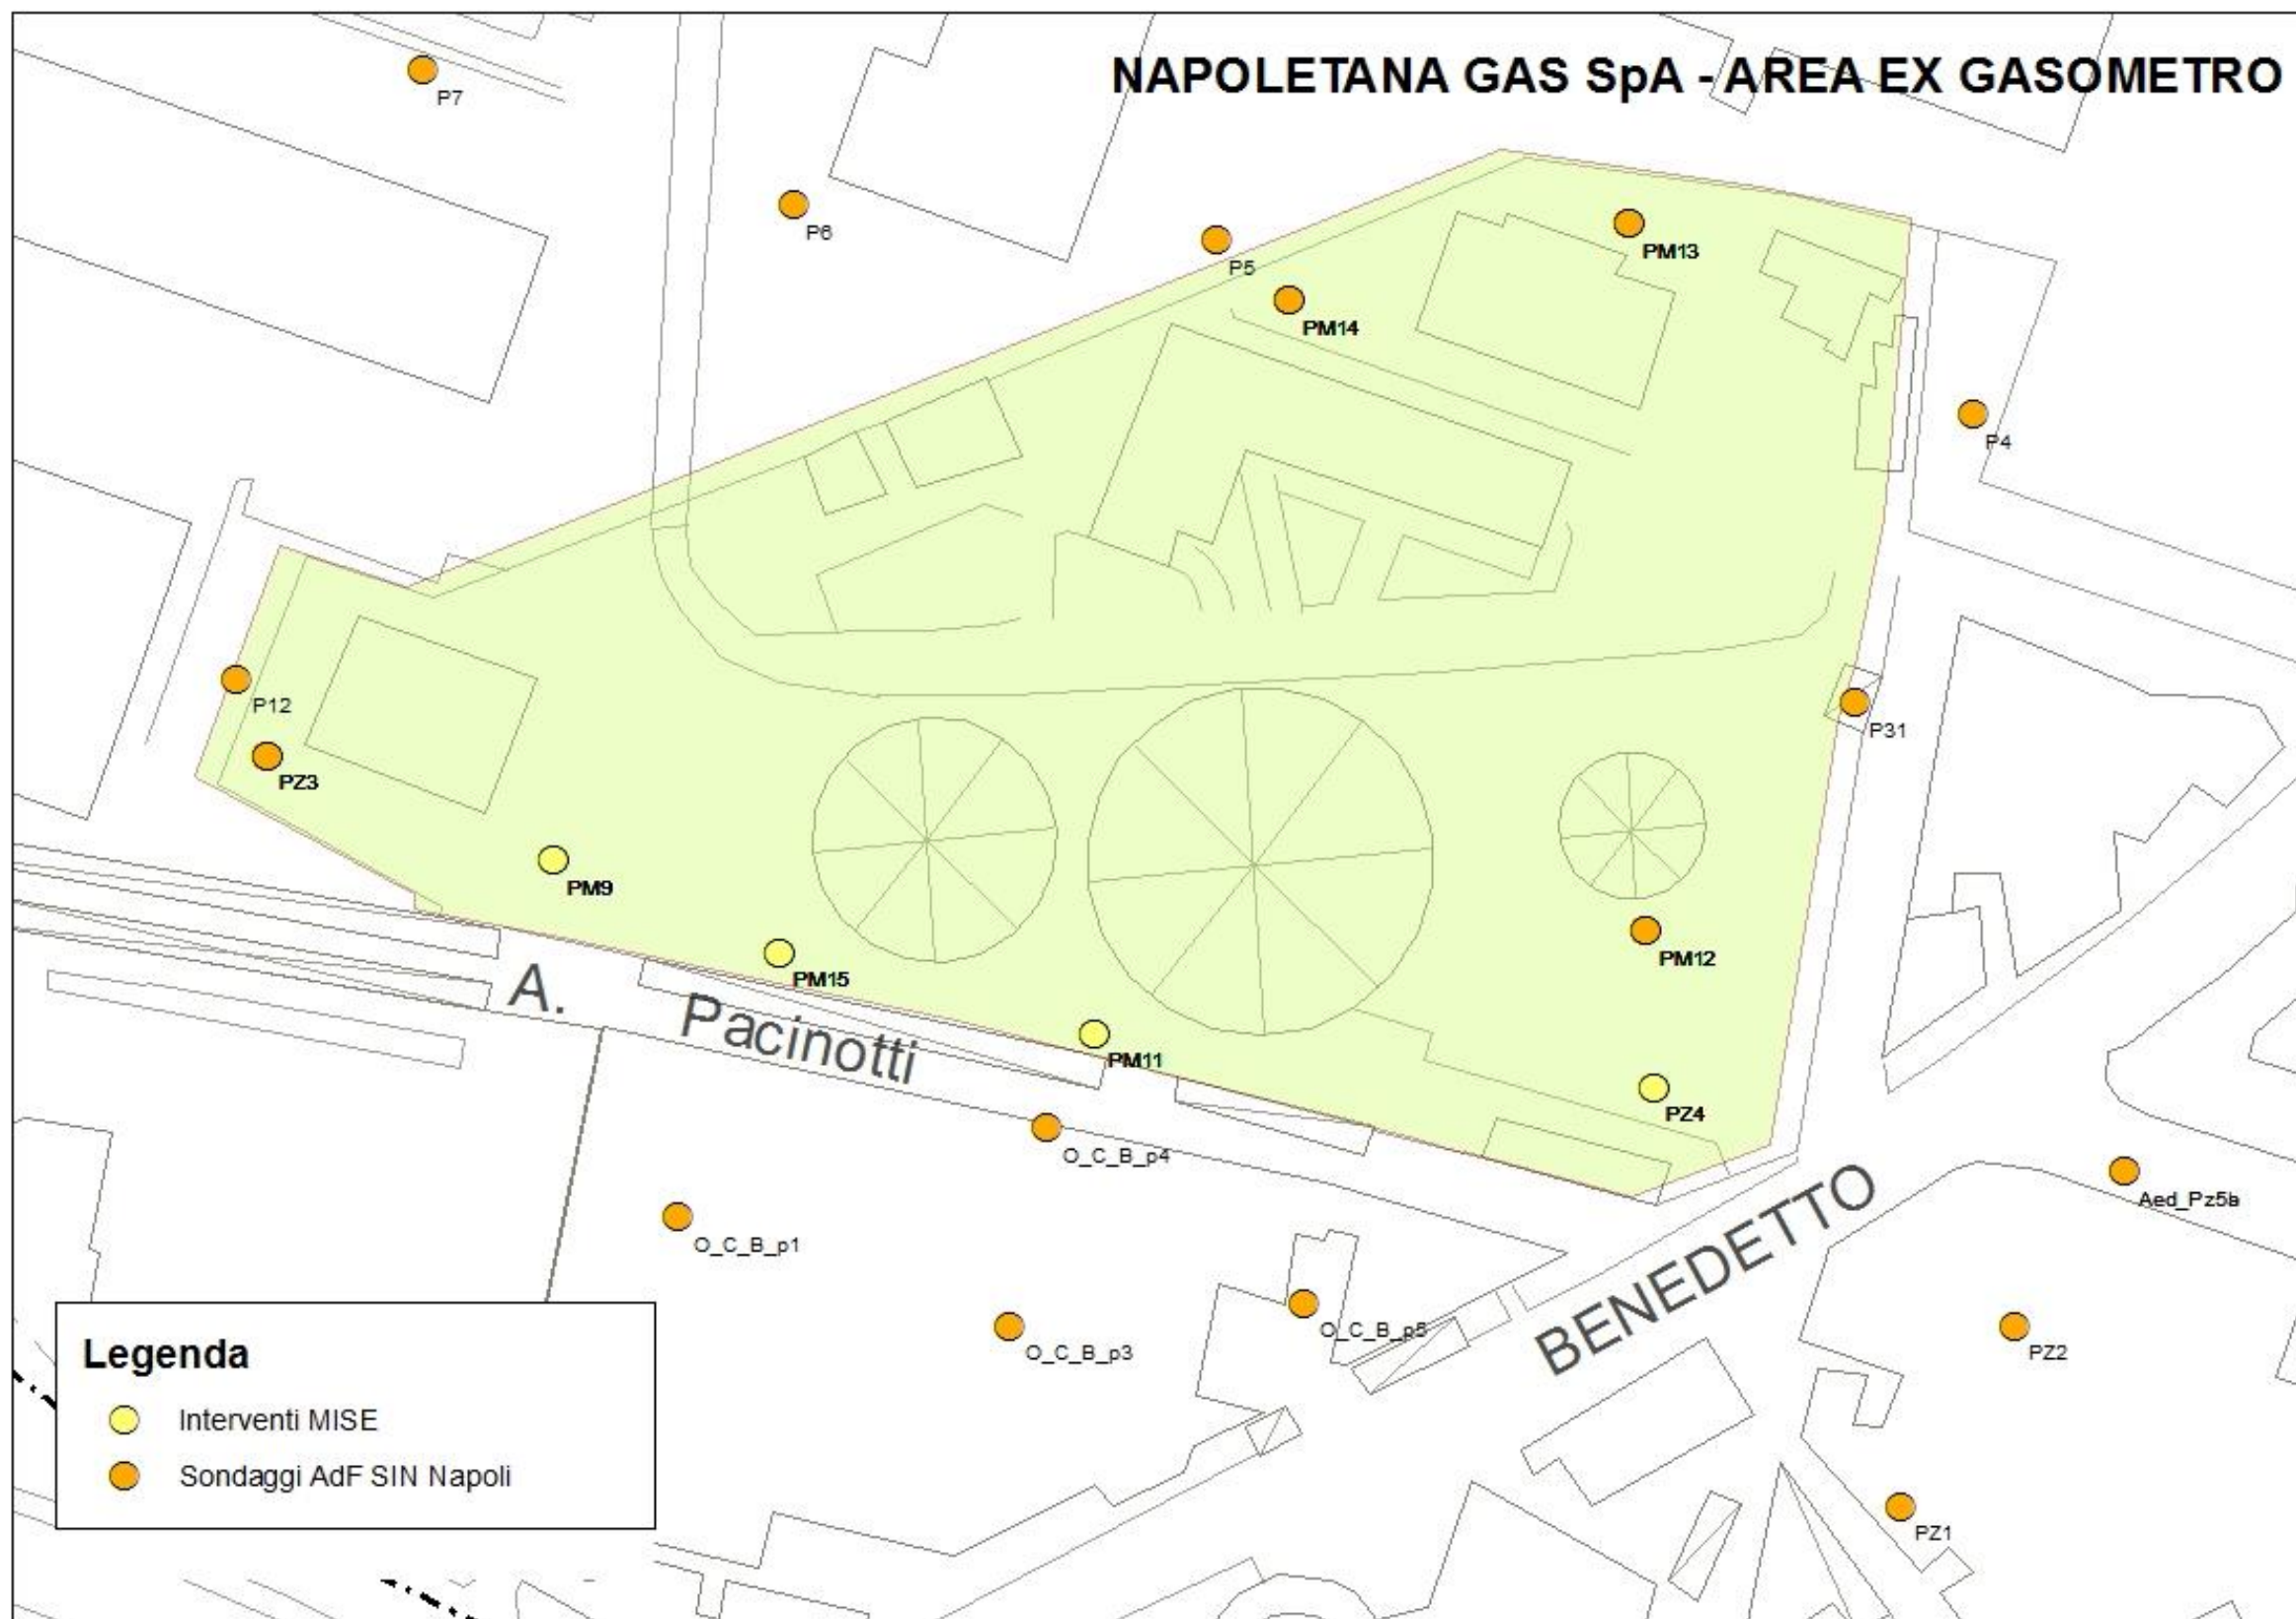 NAPOLETANA GAS SpA - AREA EX GASOMETRO
P7
P6
P5
PM13
PM14
P4
P12
P31
PZ3
PM9
PM12
PM15
A. Pacinotti
PM11
PZ4
O_C_B_p4
Aed_Pz5b
O_C_B_p1
BENEDETTO
O_C_B_p5
O_C_B_p3
PZ2
Legenda
Interventi MISE
Sondaggi AdF SIN Napoli
PZ1